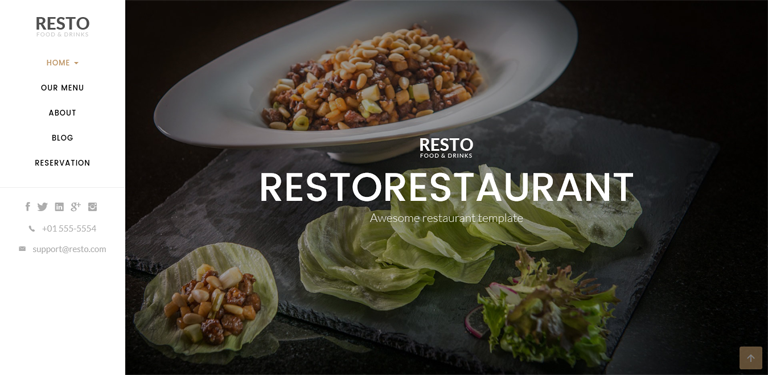 RESTO
FOOD & DRINKS
HOME
OUR MENU
ABOUT
BLOG
RESERVATION
+01 555-5554
support@resto.com
RESTO
FOOD & DRINKS
RESTORESTAURANT
Awesome restaurant template